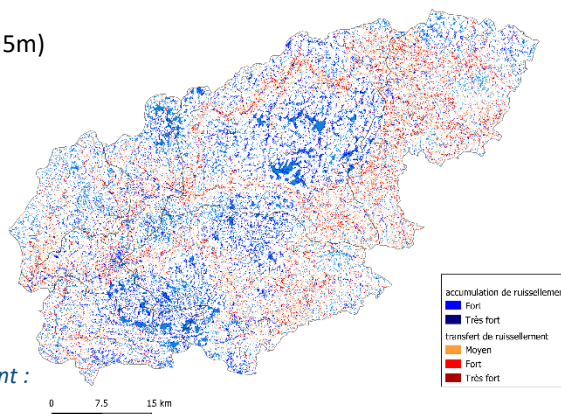 5m)
accumulation de ruissellemen
Fort
Très fort
transfert de ruissellement
Moyen
Fort
Très fort
nt :
0 7.5 15 km